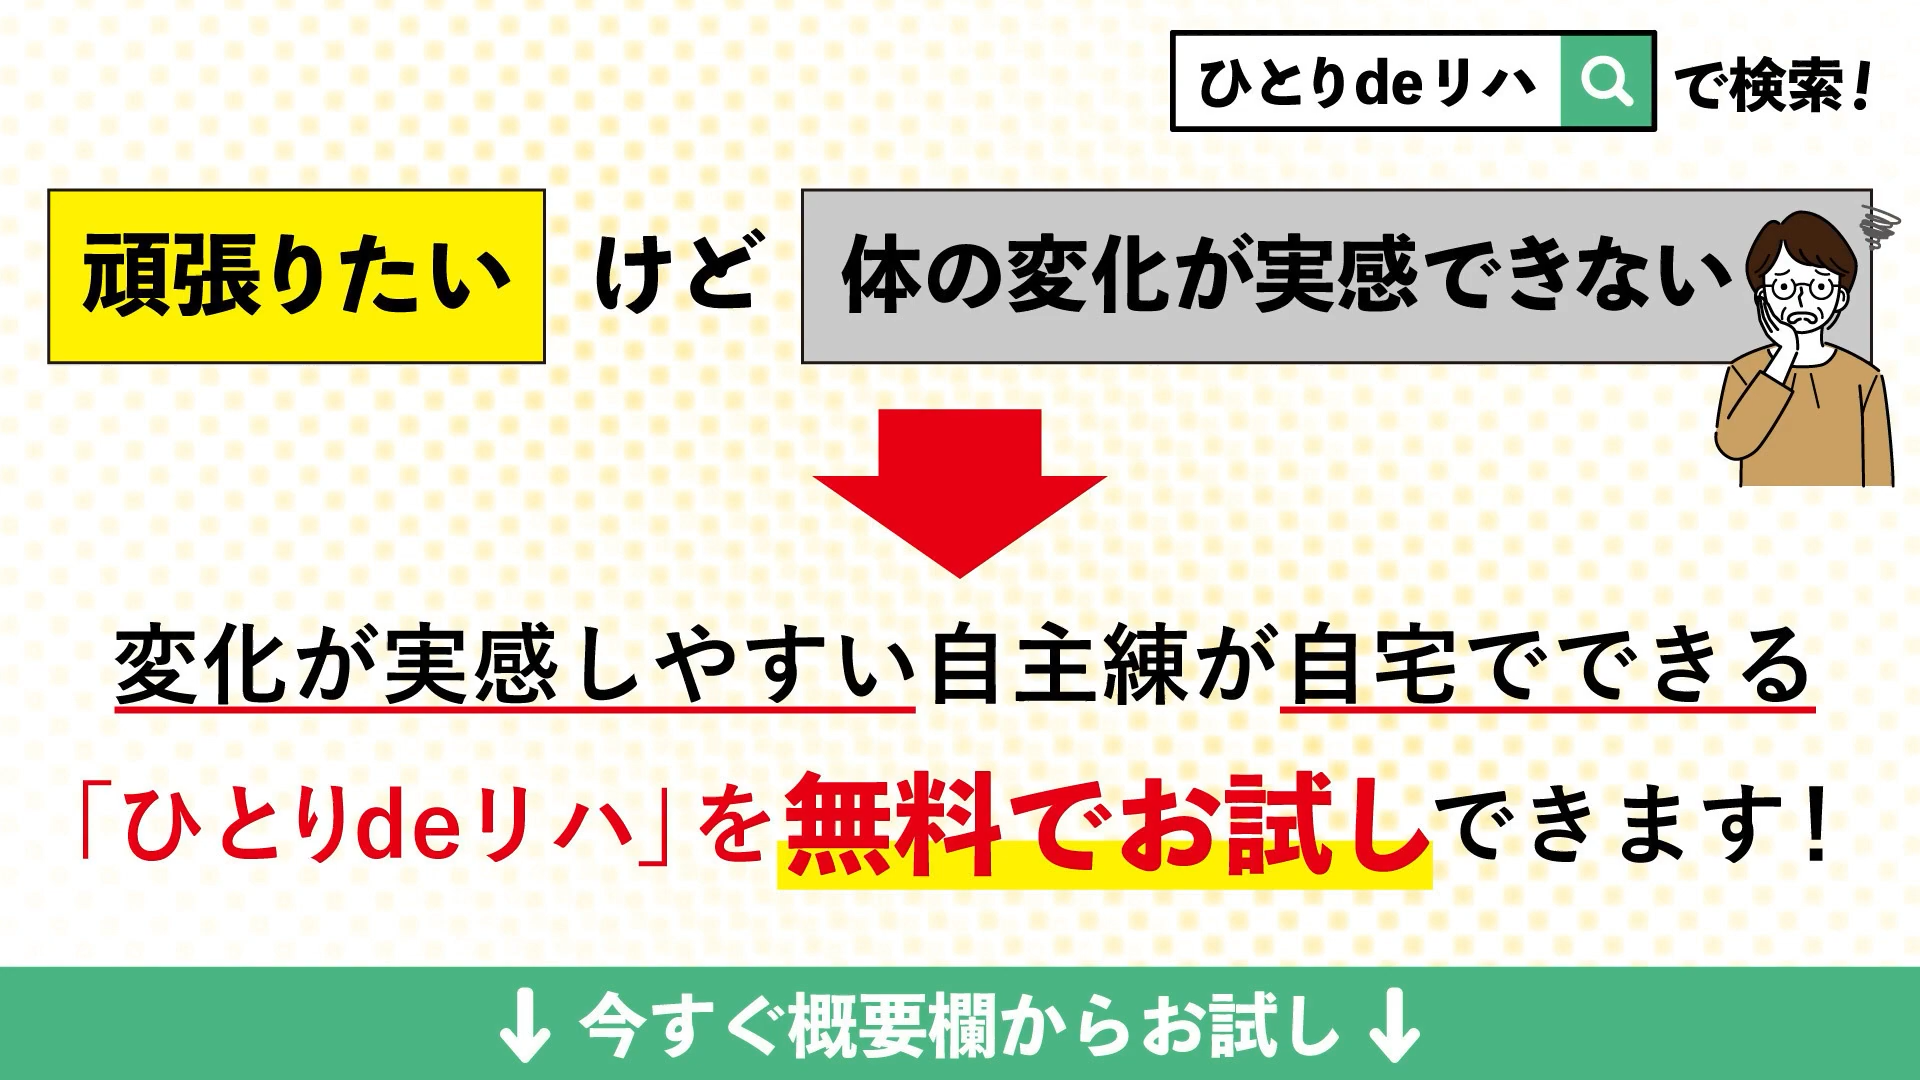 ひとりdeリハ で検索!
頑張りたい けど 体の変化が実感できない
変化が実感しやすい自主練が自宅でできる
「ひとりdeリハ」を無料でお試しできます!
↓ 今すぐ概要欄からお試し ↓